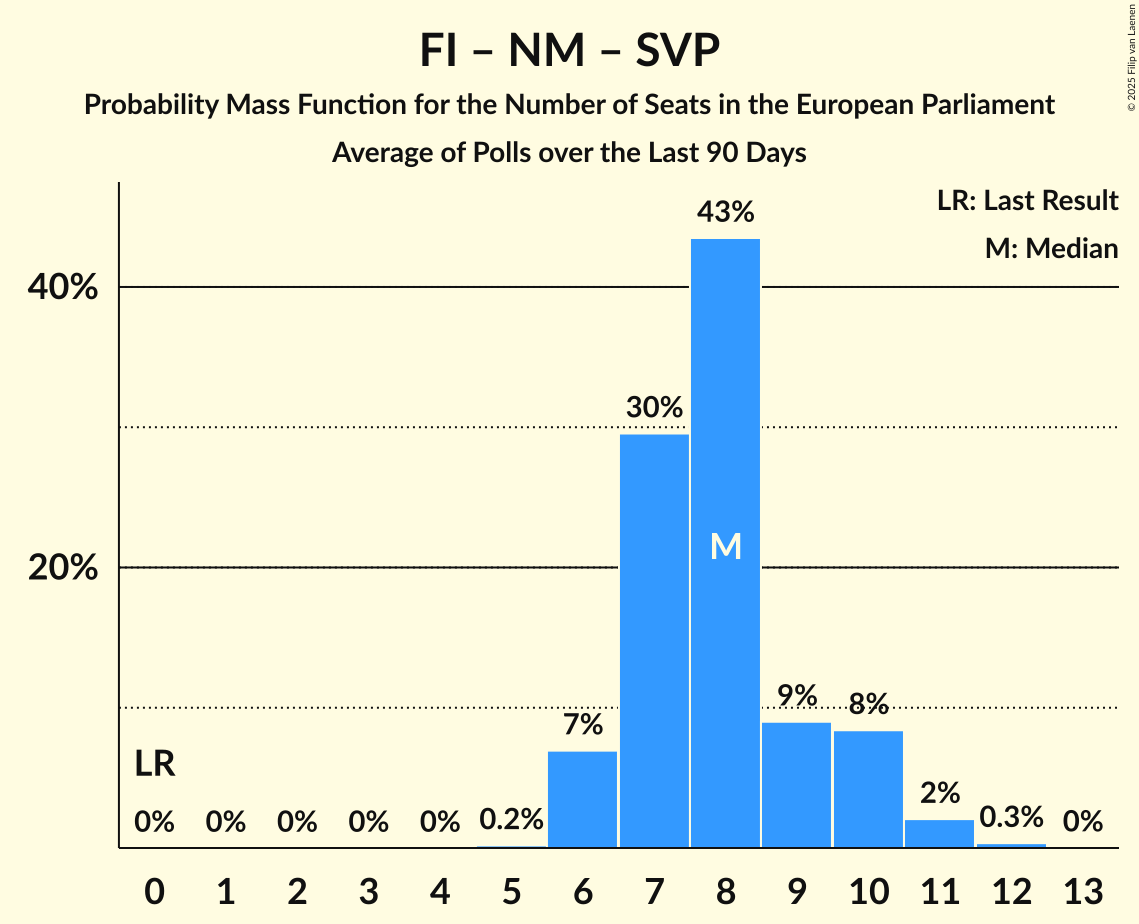 FI – NM – SVP
Probability Mass Function for the Number of Seats in the European Parliament
Average of Polls over the Last 90 Days
© 2025 Filip van Laenen
LR: Last Result
M: Median
43%
40%
30%
M
20%
9%
8%
7%
LR
2%
0% 0% 0% 0% 0% 0.2% 0.3% 0%
0 1 2 3 4 5 6 7 8 9 10 11 12 13